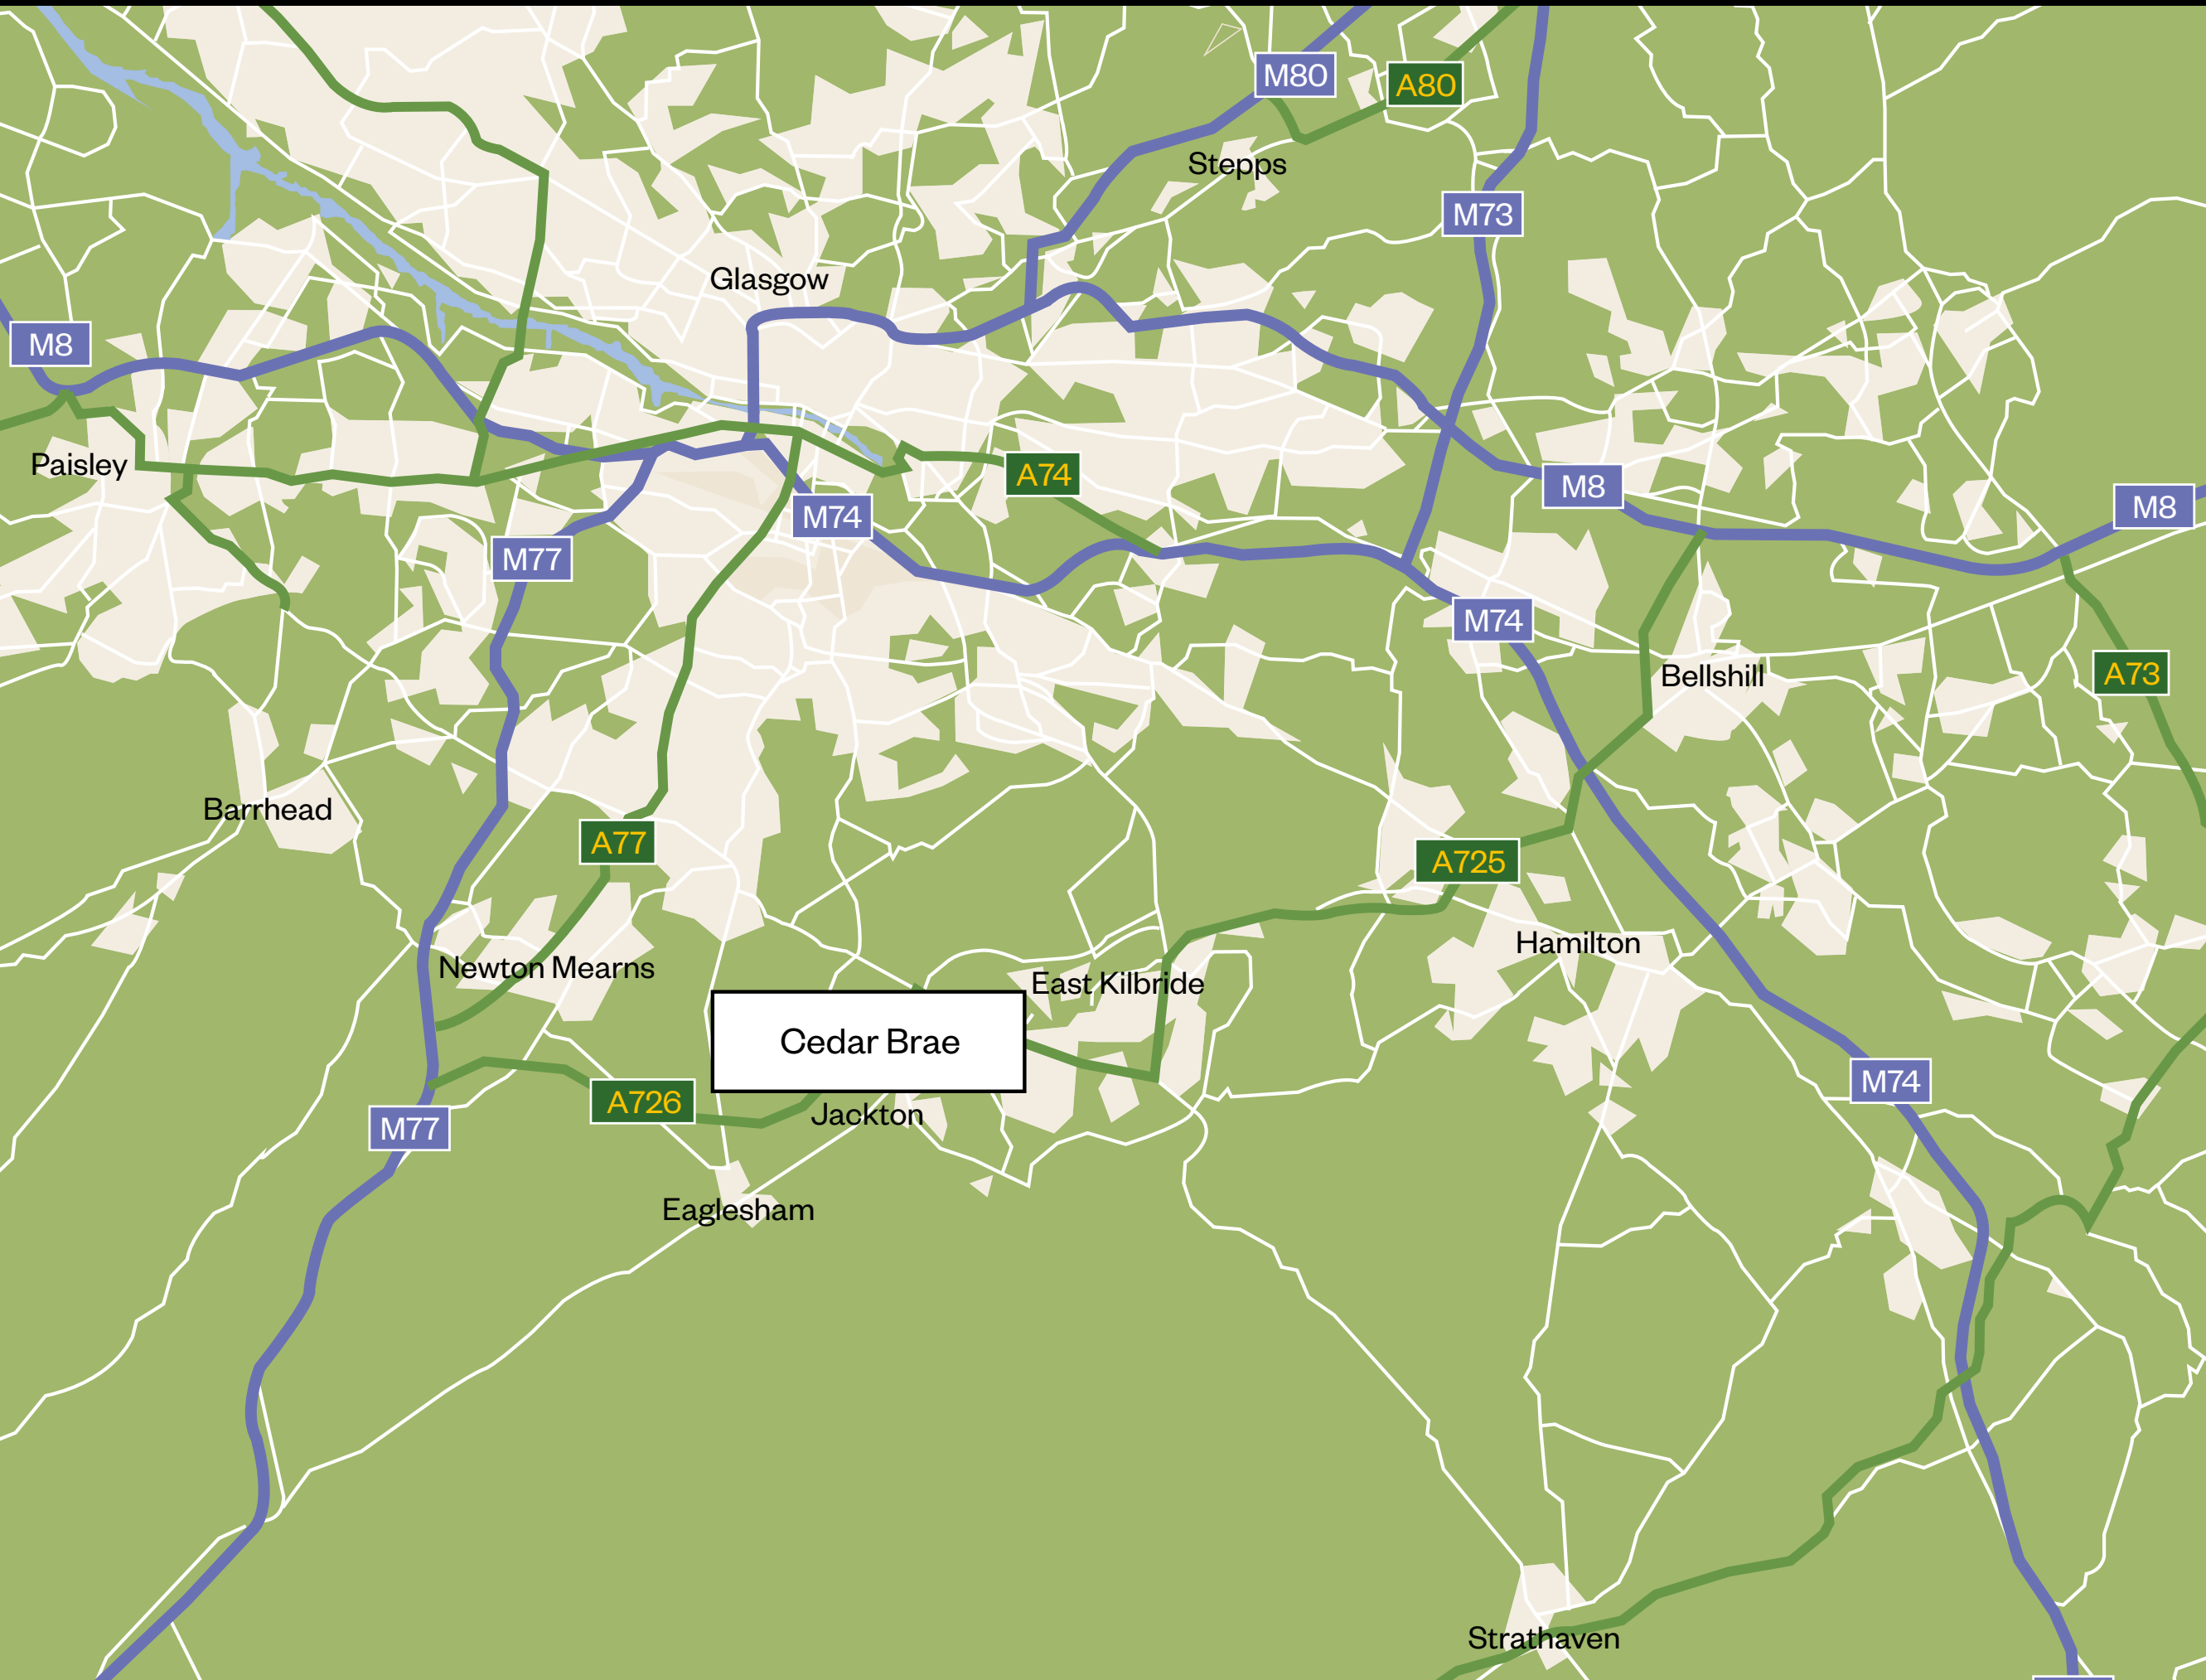 M80
A80
Stepps
M73
Glasgow
M8
Paisley
A74
M8
M8
M74
M77
M74
Bellshill
A73
Barrhead
A77
A725
Hamilton
Newton Mearns
East Kilbride
Cedar Brae
M74
A726
Jackton
M77
Eaglesham
Strathaven